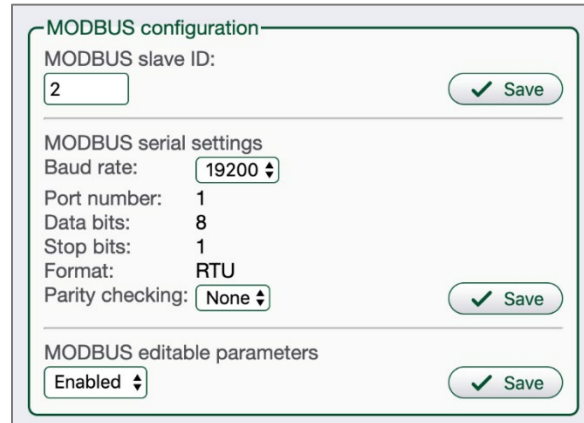 MODBUS configuration
MODBUS slave ID:
2
Save
MODBUS serial settings
Baud rate: 19200
Port number: 1
Data bits: 8
Stop bits: 1
Format: RTU
Parity checking: None
Save
MODBUS editable parameters
Enabled
Save